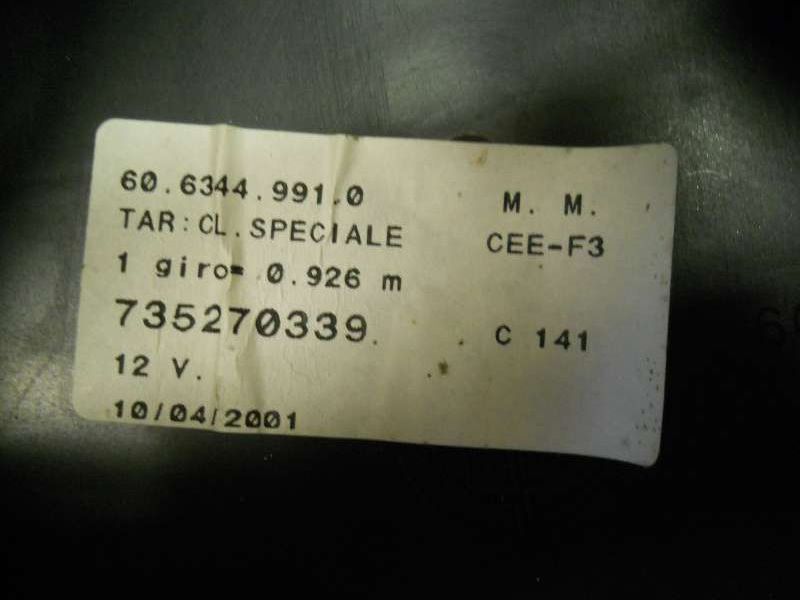 60.6344.991.0
TAR:CL.SPECIALE
1 giro= 0.926 m
735270339.
12 V.
10/04/2001
M. M.
CEE-F3
C 141